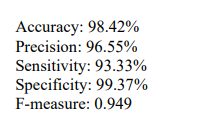 Accuracy: 98.42%
Precision: 96.55%
Sensitivity: 93.33%
Specificity: 99.37%
F-measure: 0.949